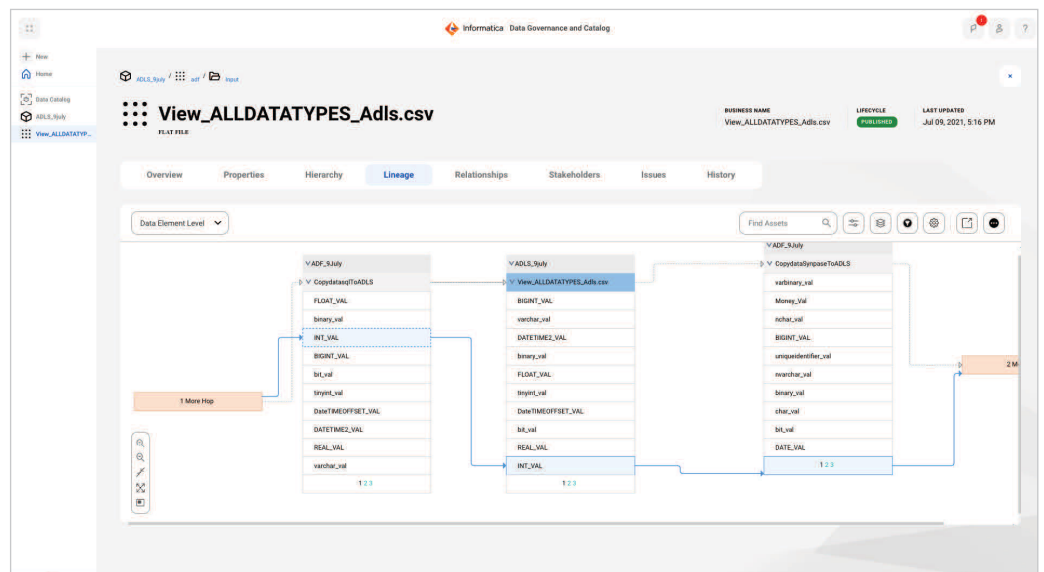 Informatica Data Governance and Catalog
?
New
Home
Data Catalog
ADLS_9july
View_ALLDATATYP...
ADLS_9july / adf / Input
View_ALLDATATYPES_Adls.csv
FLAT FILE
BUSINESS NAME
View_ALLDATATYPES_Adls.csv
LIFECYCLE
PUBLISHED
LAST UPDATED
Jul 09, 2021, 5:16 PM
Overview Properties Hierarchy Lineage Relationships Stakeholders Issues History
Data Element Level
Find Assets
1 More Hop
ADF_9July
CopydatasqlToADLS
FLOAT_VAL
binary_val
INT_VAL
BIGINT_VAL
bit_val
tinyint_val
DateTIMEOFFSET_VAL
DATETIME2_VAL
REAL_VAL
varchar_val
1 2 3
ADLS_9july
View_ALLDATATYPES_Adls.csv
BIGINT_VAL
varchar_val
DATETIME2_VAL
binary_val
FLOAT_VAL
tinyint_val
DateTIMEOFFSET_VAL
bit_val
REAL_VAL
INT_VAL
1 2 3
ADF_9July
CopydataSynpaseToADLS
varbinary_val
Money_Val
nchar_val
BIGINT_VAL
uniqueidentifier_val
nvarchar_val
binary_val
char_val
bit_val
DATE_VAL
1 2 3
2 M